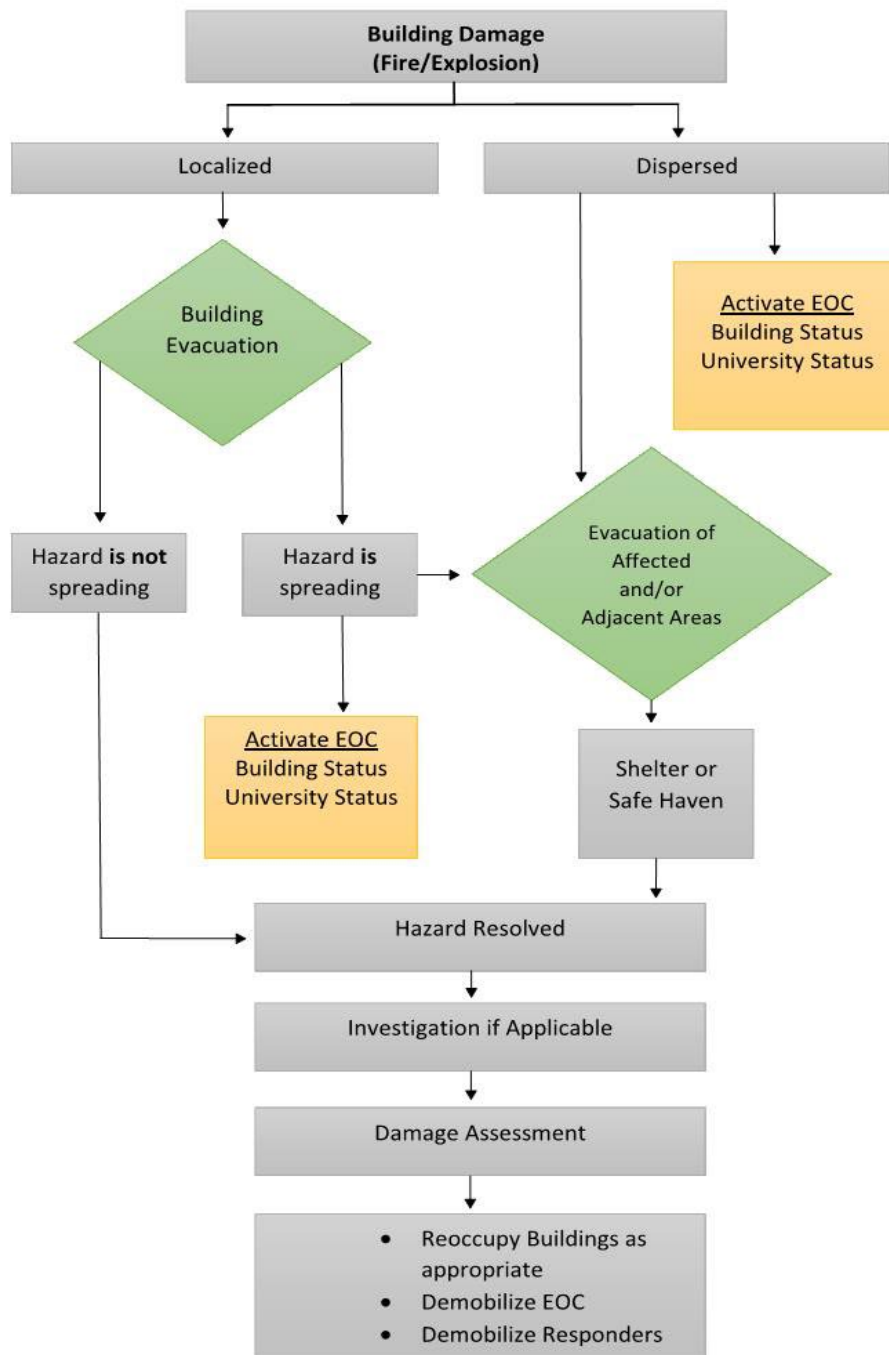 Building Damage
(Fire/Explosion)
Localized
Dispersed
Building
Evacuation
Activate EOC
Building Status
University Status
Hazard is not
spreading
Hazard is
spreading
Evacuation of
Affected
and/or
Adjacent Areas
Activate EOC
Building Status
University Status
Shelter or
Safe Haven
Hazard Resolved
Investigation if Applicable
Damage Assessment
• Reoccupy Buildings as
appropriate
• Demobilize EOC
• Demobilize Responders